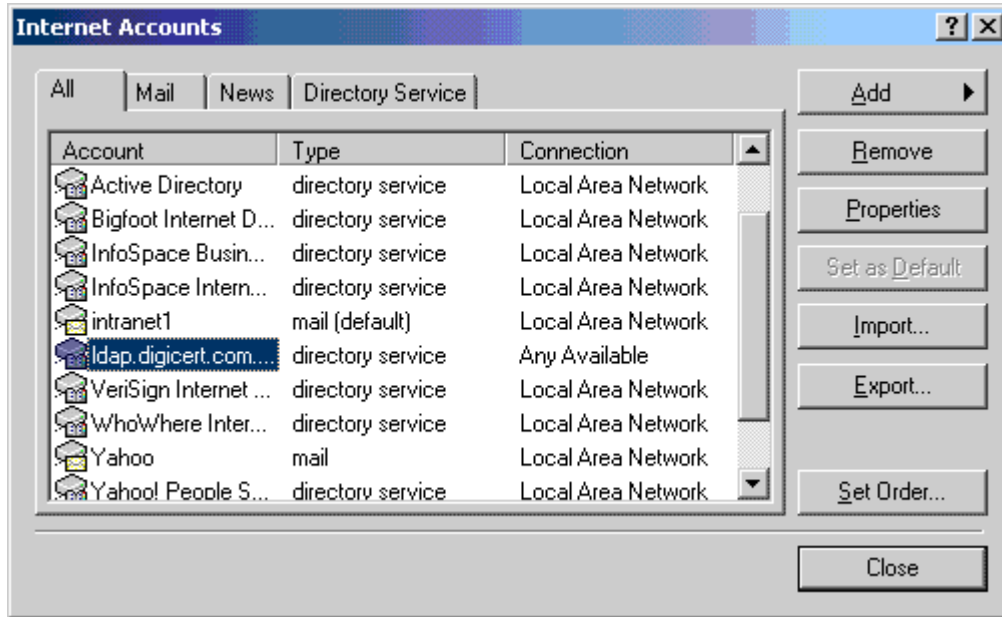 Internet Accounts
All Mail News Directory Service
Account Type Connection
Active Directory directory service Local Area Network
Bigfoot Internet D... directory service Local Area Network
InfoSpace Busin... directory service Local Area Network
InfoSpace Intern... directory service Local Area Network
intranet1 mail (default) Local Area Network
ldap.digicert.com.... directory service Any Available
VeriSign Internet ... directory service Local Area Network
WhoWhere Inter... directory service Local Area Network
Yahoo mail Local Area Network
Yahoo! People S... directory service Local Area Network
Add
Remove
Properties
Set as Default
Import...
Export...
Set Order...
Close